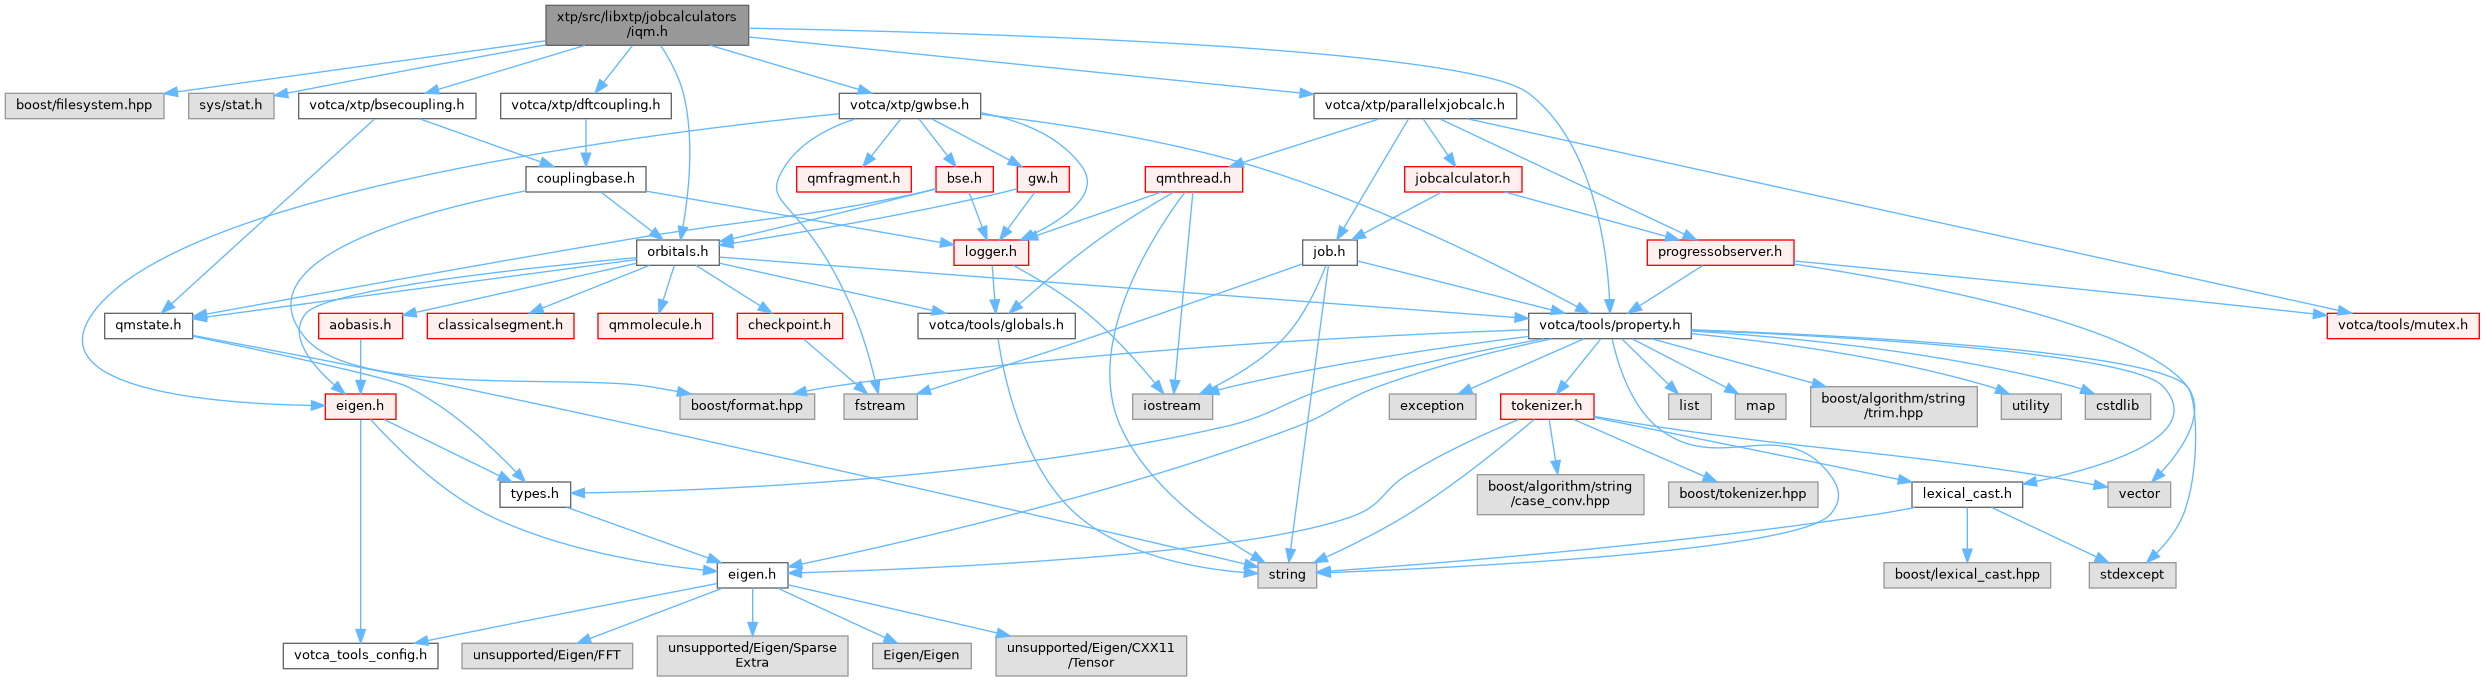 xtp/src/libxtp/jobcalculators
/iqm.h
boost/filesystem.hpp
sys/stat.h
votca/xtp/bsecoupling.h
votca/xtp/dftcoupling.h
votca/xtp/gwbse.h
votca/xtp/parallelxjobcalc.h
couplingbase.h
qmfragment.h
bse.h
gw.h
qmthread.h
jobcalculator.h
orbitals.h
logger.h
job.h
progressobserver.h
qmstate.h
aobasis.h
classicalsegment.h
qmmolecule.h
checkpoint.h
votca/tools/globals.h
votca/tools/property.h
votca/tools/mutex.h
eigen.h
boost/format.hpp
fstream
iostream
exception
tokenizer.h
list
map
boost/algorithm/string
/trim.hpp
utility
cstdlib
types.h
boost/algorithm/string
/case_conv.hpp
boost/tokenizer.hpp
lexical_cast.h
vector
eigen.h
string
boost/lexical_cast.hpp
stdexcept
votca_tools_config.h
unsupported/Eigen/FFT
unsupported/Eigen/Sparse
Extra
Eigen/Eigen
unsupported/Eigen/CXX11
/Tensor